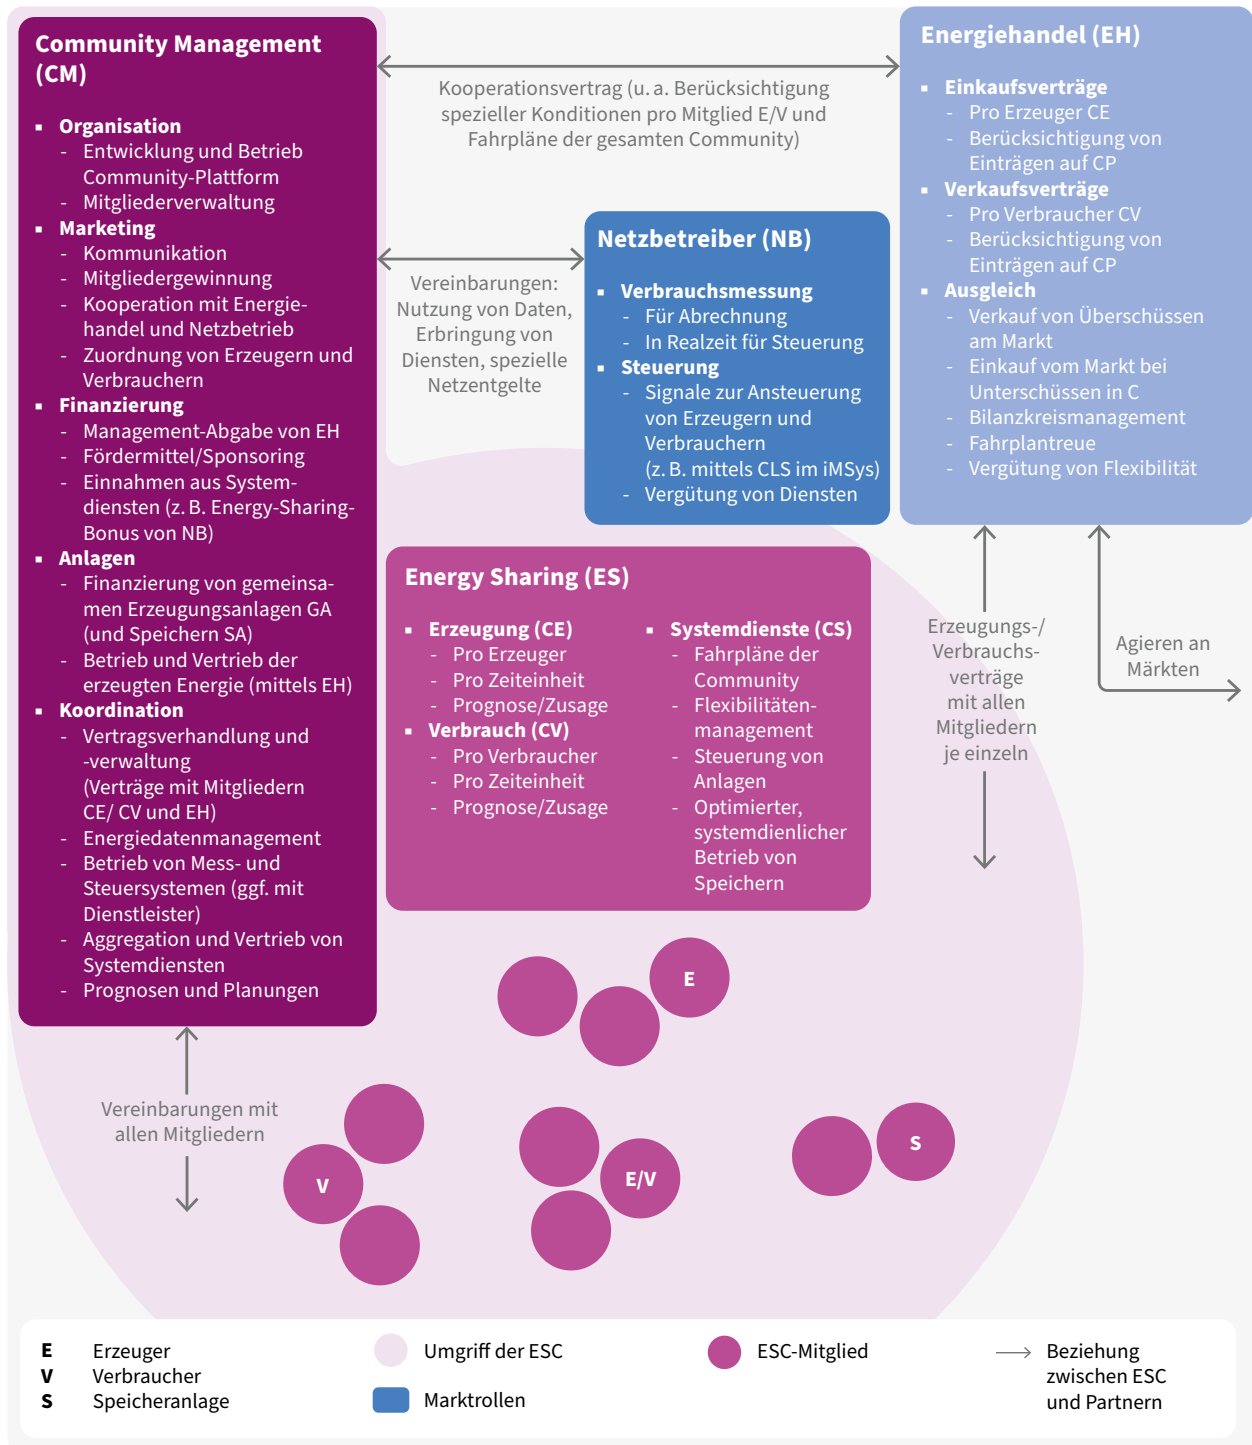 Community Management
(CM)
▪ Organisation
- Entwicklung und Betrieb
Community-Plattform
- Mitgliederverwaltung
▪ Marketing
- Kommunikation
- Mitgliedergewinnung
- Kooperation mit Energie-
handel und Netzbetrieb
- Zuordnung von Erzeugern und
Verbrauchern
▪ Finanzierung
- Management-Abgabe von EH
- Fördermittel/Sponsoring
- Einnahmen aus System-
diensten (z. B. Energy-Sharing-
Bonus von NB)
▪ Anlagen
- Finanzierung von gemeinsa-
men Erzeugungsanlagen GA
(und Speichern SA)
- Betrieb und Vertrieb der
erzeugten Energie (mittels EH)
▪ Koordination
- Vertragsverhandlung und
-verwaltung
(Verträge mit Mitgliedern
CE/ CV und EH)
- Energiedatenmanagement
- Betrieb von Mess- und
Steuersystemen (ggf. mit
Dienstleister)
- Aggregation und Vertrieb von
Systemdiensten
- Prognosen und Planungen
Kooperationsvertrag (u. a. Berücksichtigung
spezieller Konditionen pro Mitglied E/V und
Fahrpläne der gesamten Community)
Vereinbarungen:
Nutzung von Daten,
Erbringung von
Diensten, spezielle
Netzentgelte
Netzbetreiber (NB)
▪ Verbrauchsmessung
- Für Abrechnung
- In Realzeit für Steuerung
▪ Steuerung
- Signale zur Ansteuerung
von Erzeugern und
Verbrauchern
(z. B. mittels CLS im iMSys)
- Vergütung von Diensten
Energiehandel (EH)
▪ Einkaufsverträge
- Pro Erzeuger CE
- Berücksichtigung von
Einträgen auf CP
▪ Verkaufsverträge
- Pro Verbraucher CV
- Berücksichtigung von
Einträgen auf CP
▪ Ausgleich
- Verkauf von Überschüssen
am Markt
- Einkauf vom Markt bei
Unterschüssen in C
- Bilanzkreismanagement
- Fahrplantreue
- Vergütung von Flexibilität
Energy Sharing (ES)
▪ Erzeugung (CE)
- Pro Erzeuger
- Pro Zeiteinheit
- Prognose/Zusage
▪ Verbrauch (CV)
- Pro Verbraucher
- Pro Zeiteinheit
- Prognose/Zusage
▪ Systemdienste (CS)
- Fahrpläne der
Community
- Flexibilitäten-
management
- Steuerung von
Anlagen
- Optimierter,
systemdienlicher
Betrieb von
Speichern
Erzeugungs-/
Verbrauchs-
verträge
mit allen
Mitgliedern
je einzeln
Agieren an
Märkten
Vereinbarungen mit
allen Mitgliedern
E
V
E/V
S
E Erzeuger
V Verbraucher
S Speicheranlage
Umgriff der ESC
Marktrollen
ESC-Mitglied
Beziehung
zwischen ESC
und Partnern